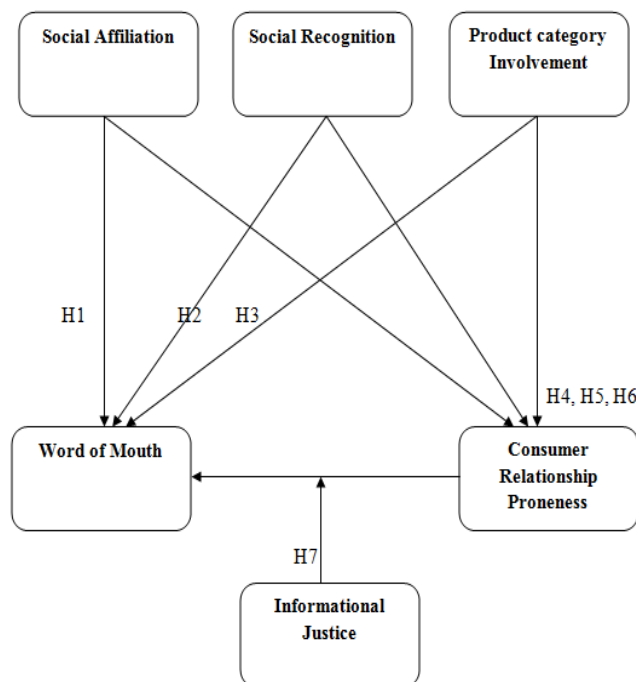 Social Affiliation
Social Recognition
Product category
Involvement
H1
H2
H3
H4, H5, H6
Word of Mouth
Consumer
Relationship
Proneness
H7
Informational
Justice